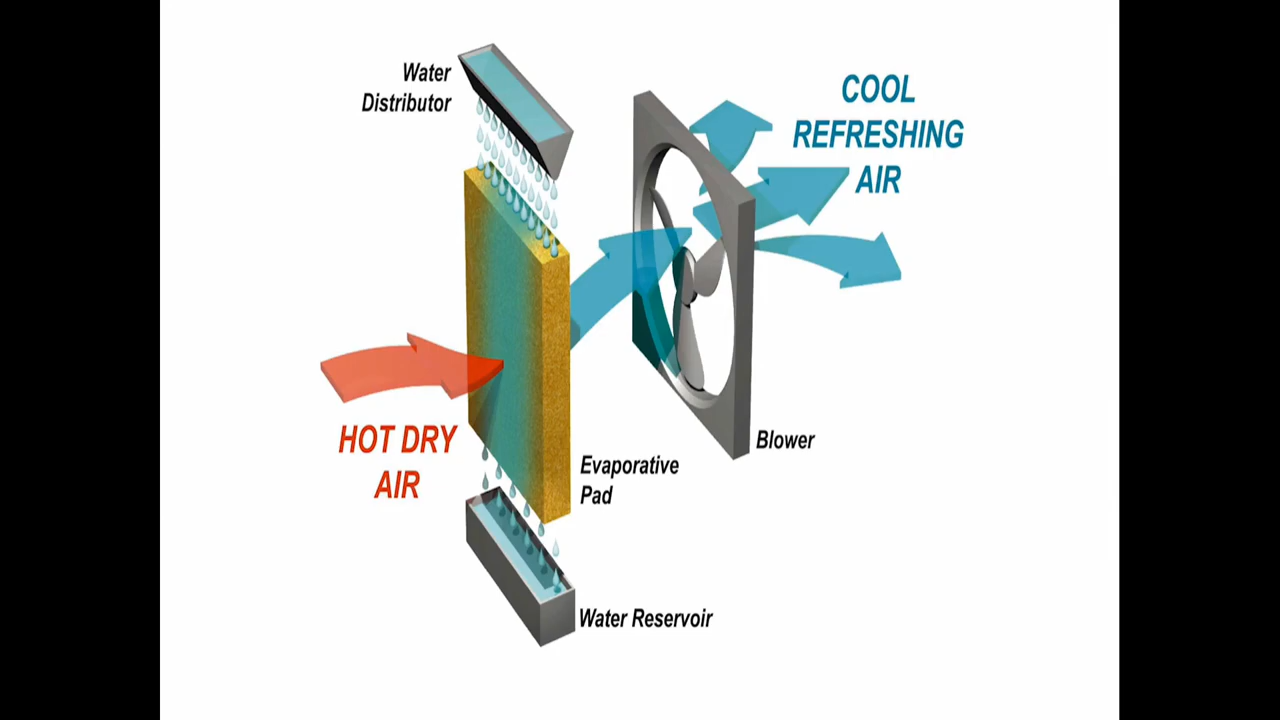 Water
Distributor
COOL
REFRESHING
AIR
HOT DRY
AIR
Blower
Evaporative
Pad
Water Reservoir